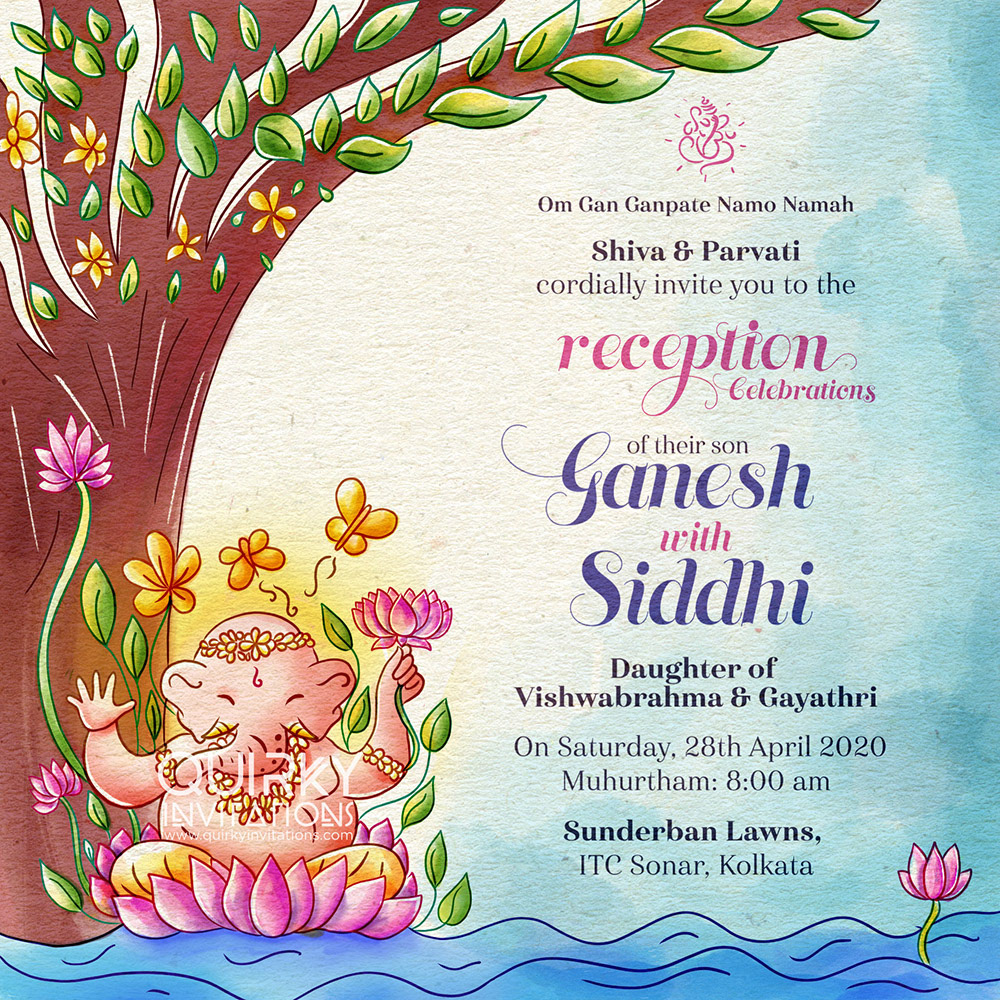 Om Gan Ganpate Namo Namah
Shiva & Parvati
cordially invite you to the
reception
Celebrations
of their son
Ganesh
with
Siddhi
Daughter of
Vishwabrahma & Gayathri
On Saturday, 28th April 2020
Muhurtham: 8:00 am
Sunderban Lawns,
ITC Sonar, Kolkata
QUIRKY
INVITATIONS
www.quirkyinvitations.com